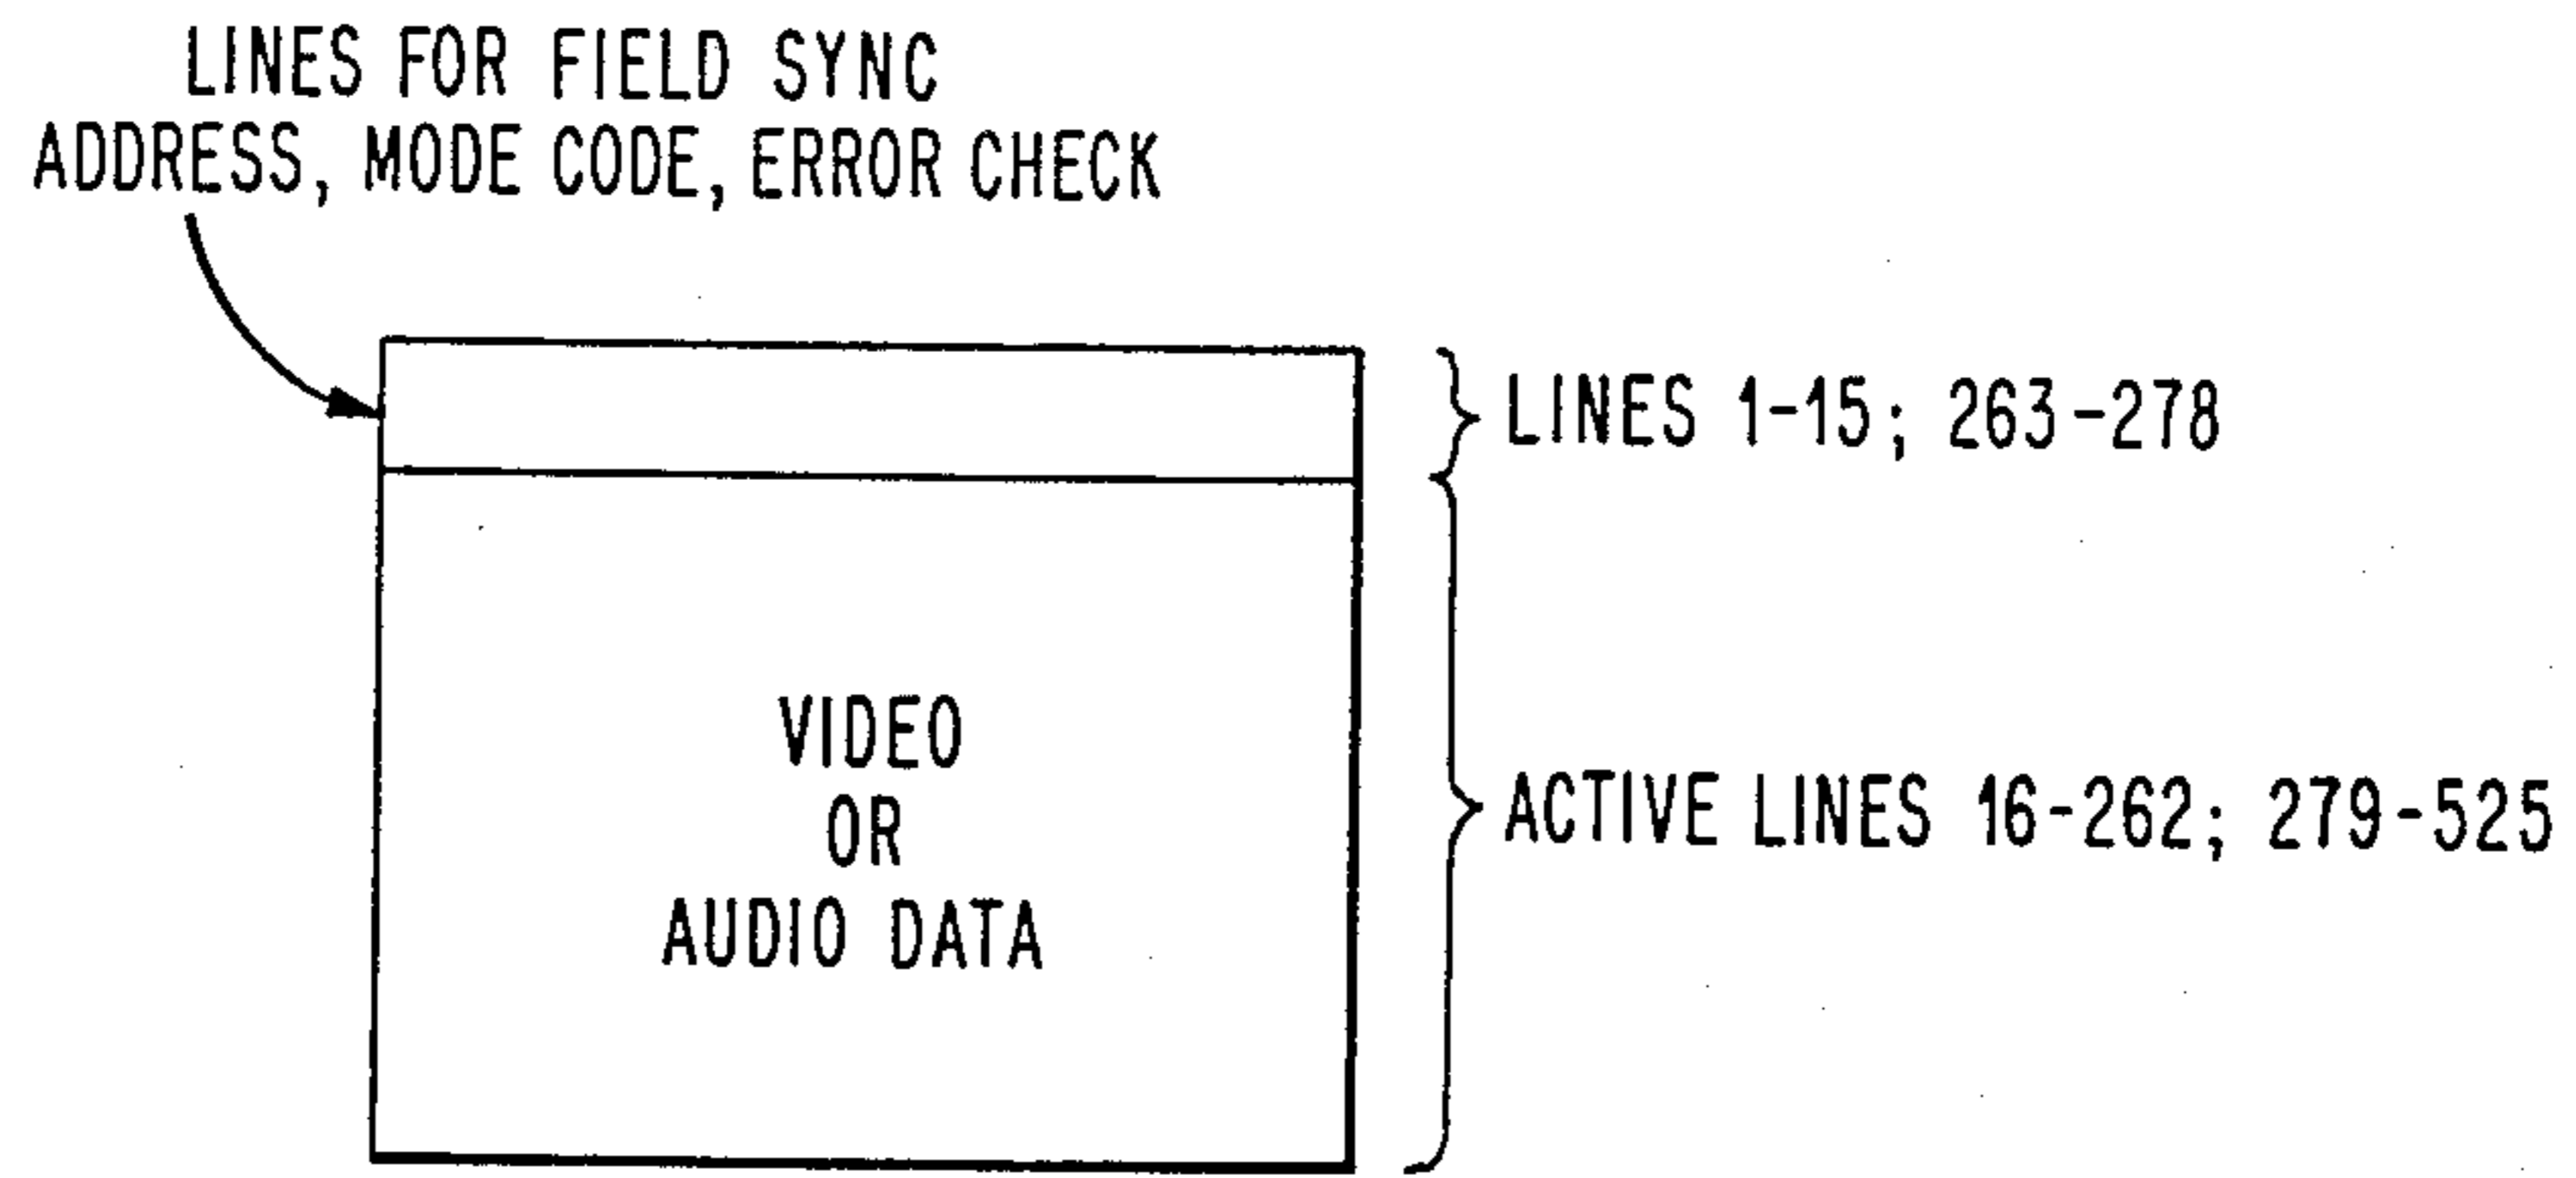 LINES FOR FIELD SYNC
ADDRESS, MODE CODE, ERROR CHECK
LINES 1-15; 263-278
VIDEO
OR
AUDIO DATA
ACTIVE LINES 16-262; 279-525